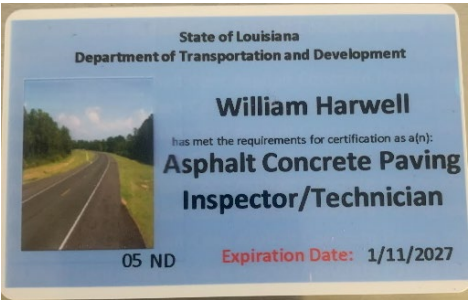 State of Louisiana
Department of Transportation and Development
William Harwell
has met the requirements for certification as a(n):
Asphalt Concrete Paving
Inspector/Technician
05 ND
Expiration Date: 1/11/2027